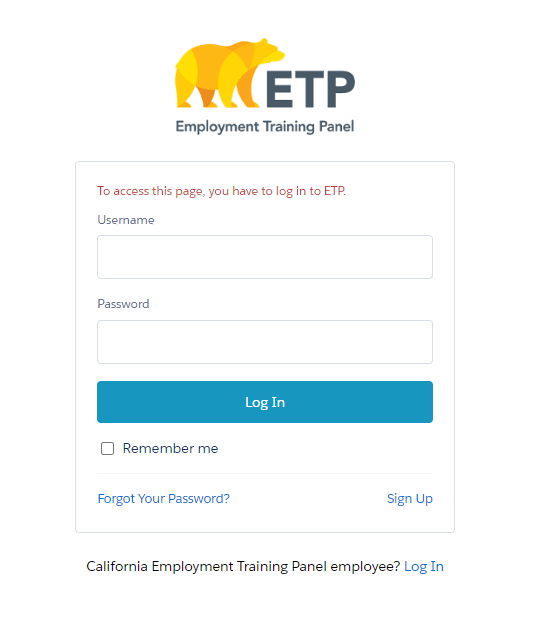 ETP
Employment Training Panel
To access this page, you have to log in to ETP.
Username
Password
Log In
Remember me
Forgot Your Password? Sign Up
California Employment Training Panel employee? Log In